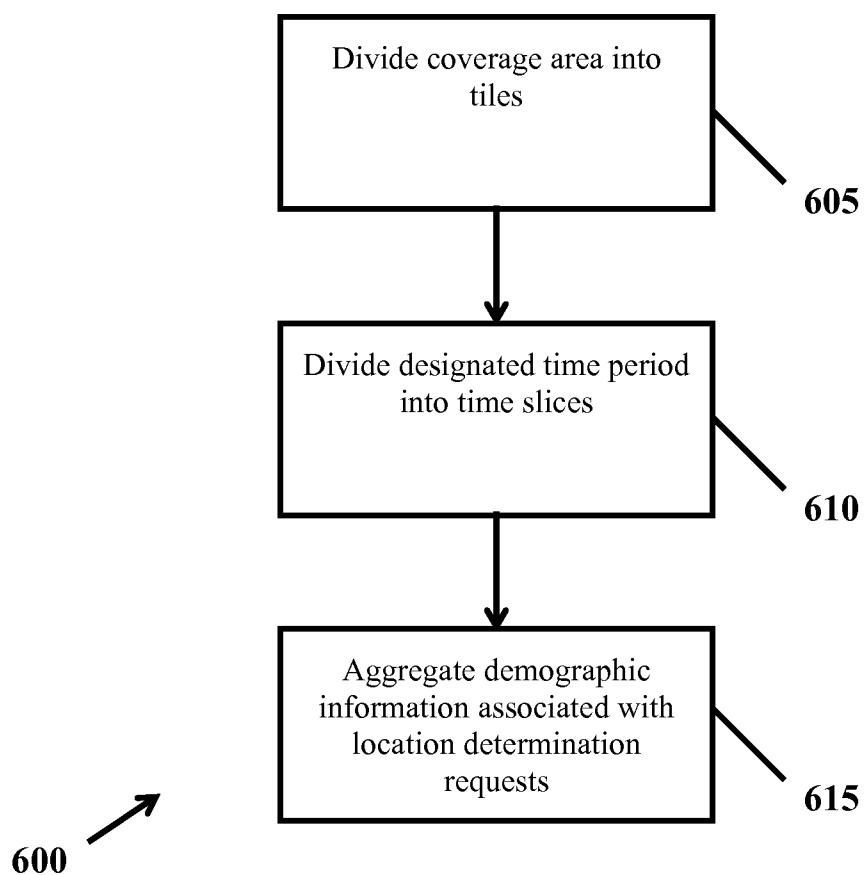 Divide coverage area into
tiles
605
Divide designated time period
into time slices
610
Aggregate demographic
information associated with
location determination
requests
615
600